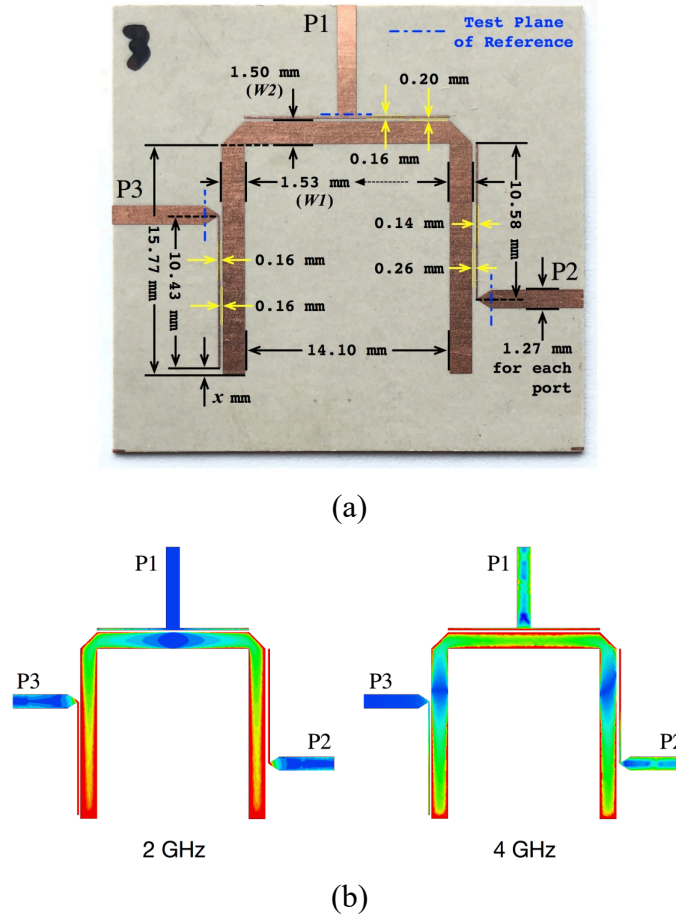 P1
Test Plane
of Reference
1.50 mm
(W2)
0.20 mm
0.16 mm
P3
1.53 mm
(W1)
10.58 mm
0.14 mm
P2
15.77 mm
10.43 mm
0.16 mm
0.26 mm
0.16 mm
14.10 mm
1.27 mm
for each
port
x mm
(a)
P1
P3
P2
2 GHz
P1
P3
P2
4 GHz
(b)